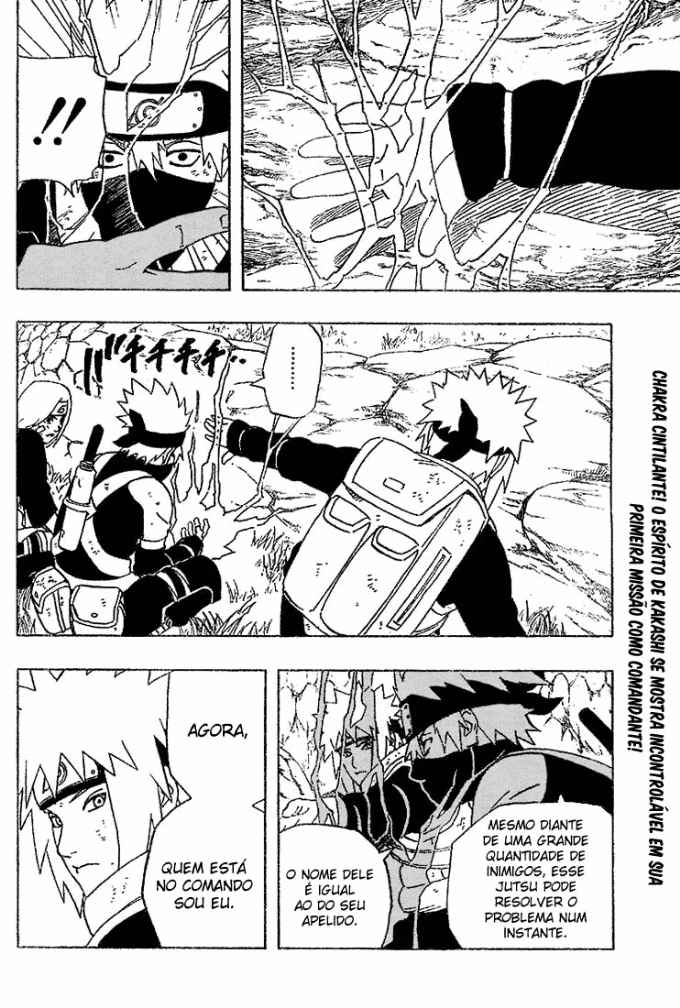 !!
.......
チチチチ
CHAKRA CINTILANTE! O ESPÍRITO DE KAKASHI SE MOSTRA INCONTROLÁVEL EM SUA
PRIMEIRA MISSÃO COMO COMANDANTE!
MESMO DIANTE
DE UMA GRANDE
QUANTIDADE DE
INIMIGOS, ESSE
JUTSU PODE
RESOLVER O
PROBLEMA NUM
INSTANTE.
O NOME DELE
É IGUAL
AO DO SEU
APELIDO.
AGORA,
QUEM ESTÁ
NO COMANDO
SOU EU.